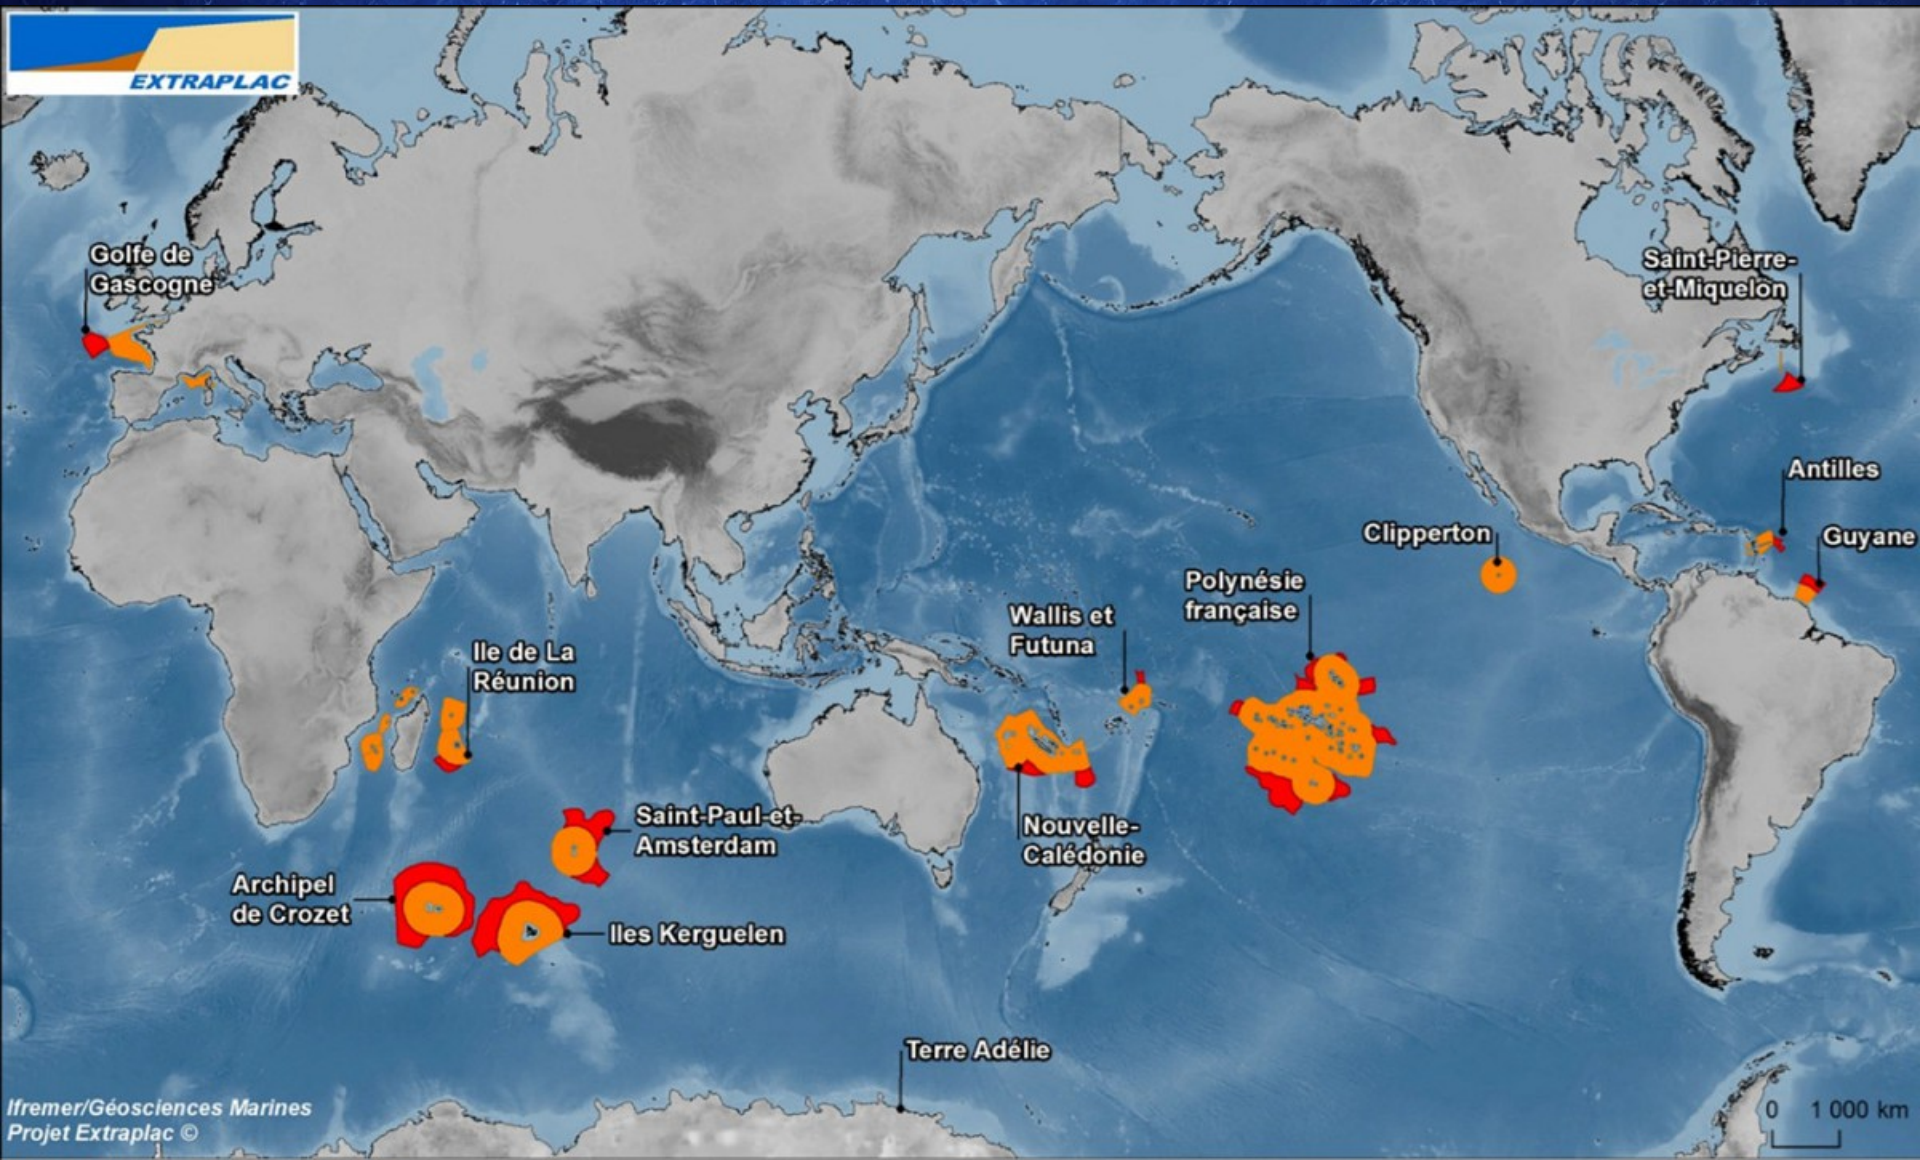 EXTRAPLAC
Golfe de
Gascogne
Saint-Pierre-
et-Miquelon
Antilles
Clipperton
Guyane
Polynésie
française
Wallis et
Futuna
Ile de La
Réunion
Saint-Paul-et-
Amsterdam
Nouvelle-
Calédonie
Archipel
de Crozet
Iles Kerguelen
Terre Adélie
Ifremer/Géosciences Marines
Projet Extraplac ©
0 1 000 km